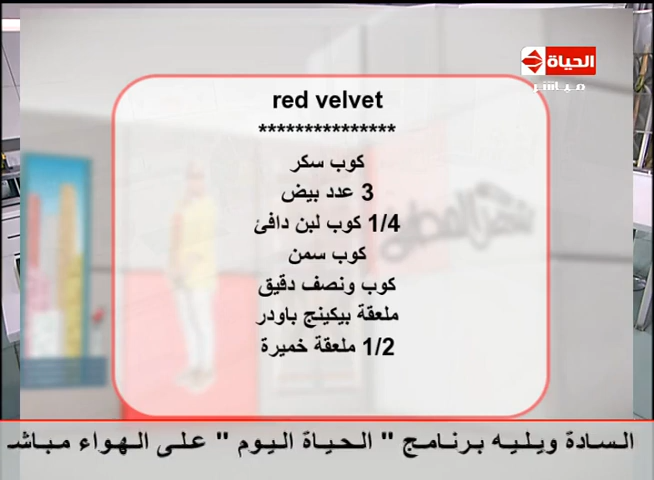 الحياة
مباشر
red velvet
***************
كوب سكر
3 عدد بيض
1/4 كوب لبن دافئ
كوب سمن
كوب ونصف دقيق
ملعقة بيكينج باودر
1/2 ملعقة خميرة
السادة ويليه برنامج " الحياة اليوم " على الهواء مباشـ